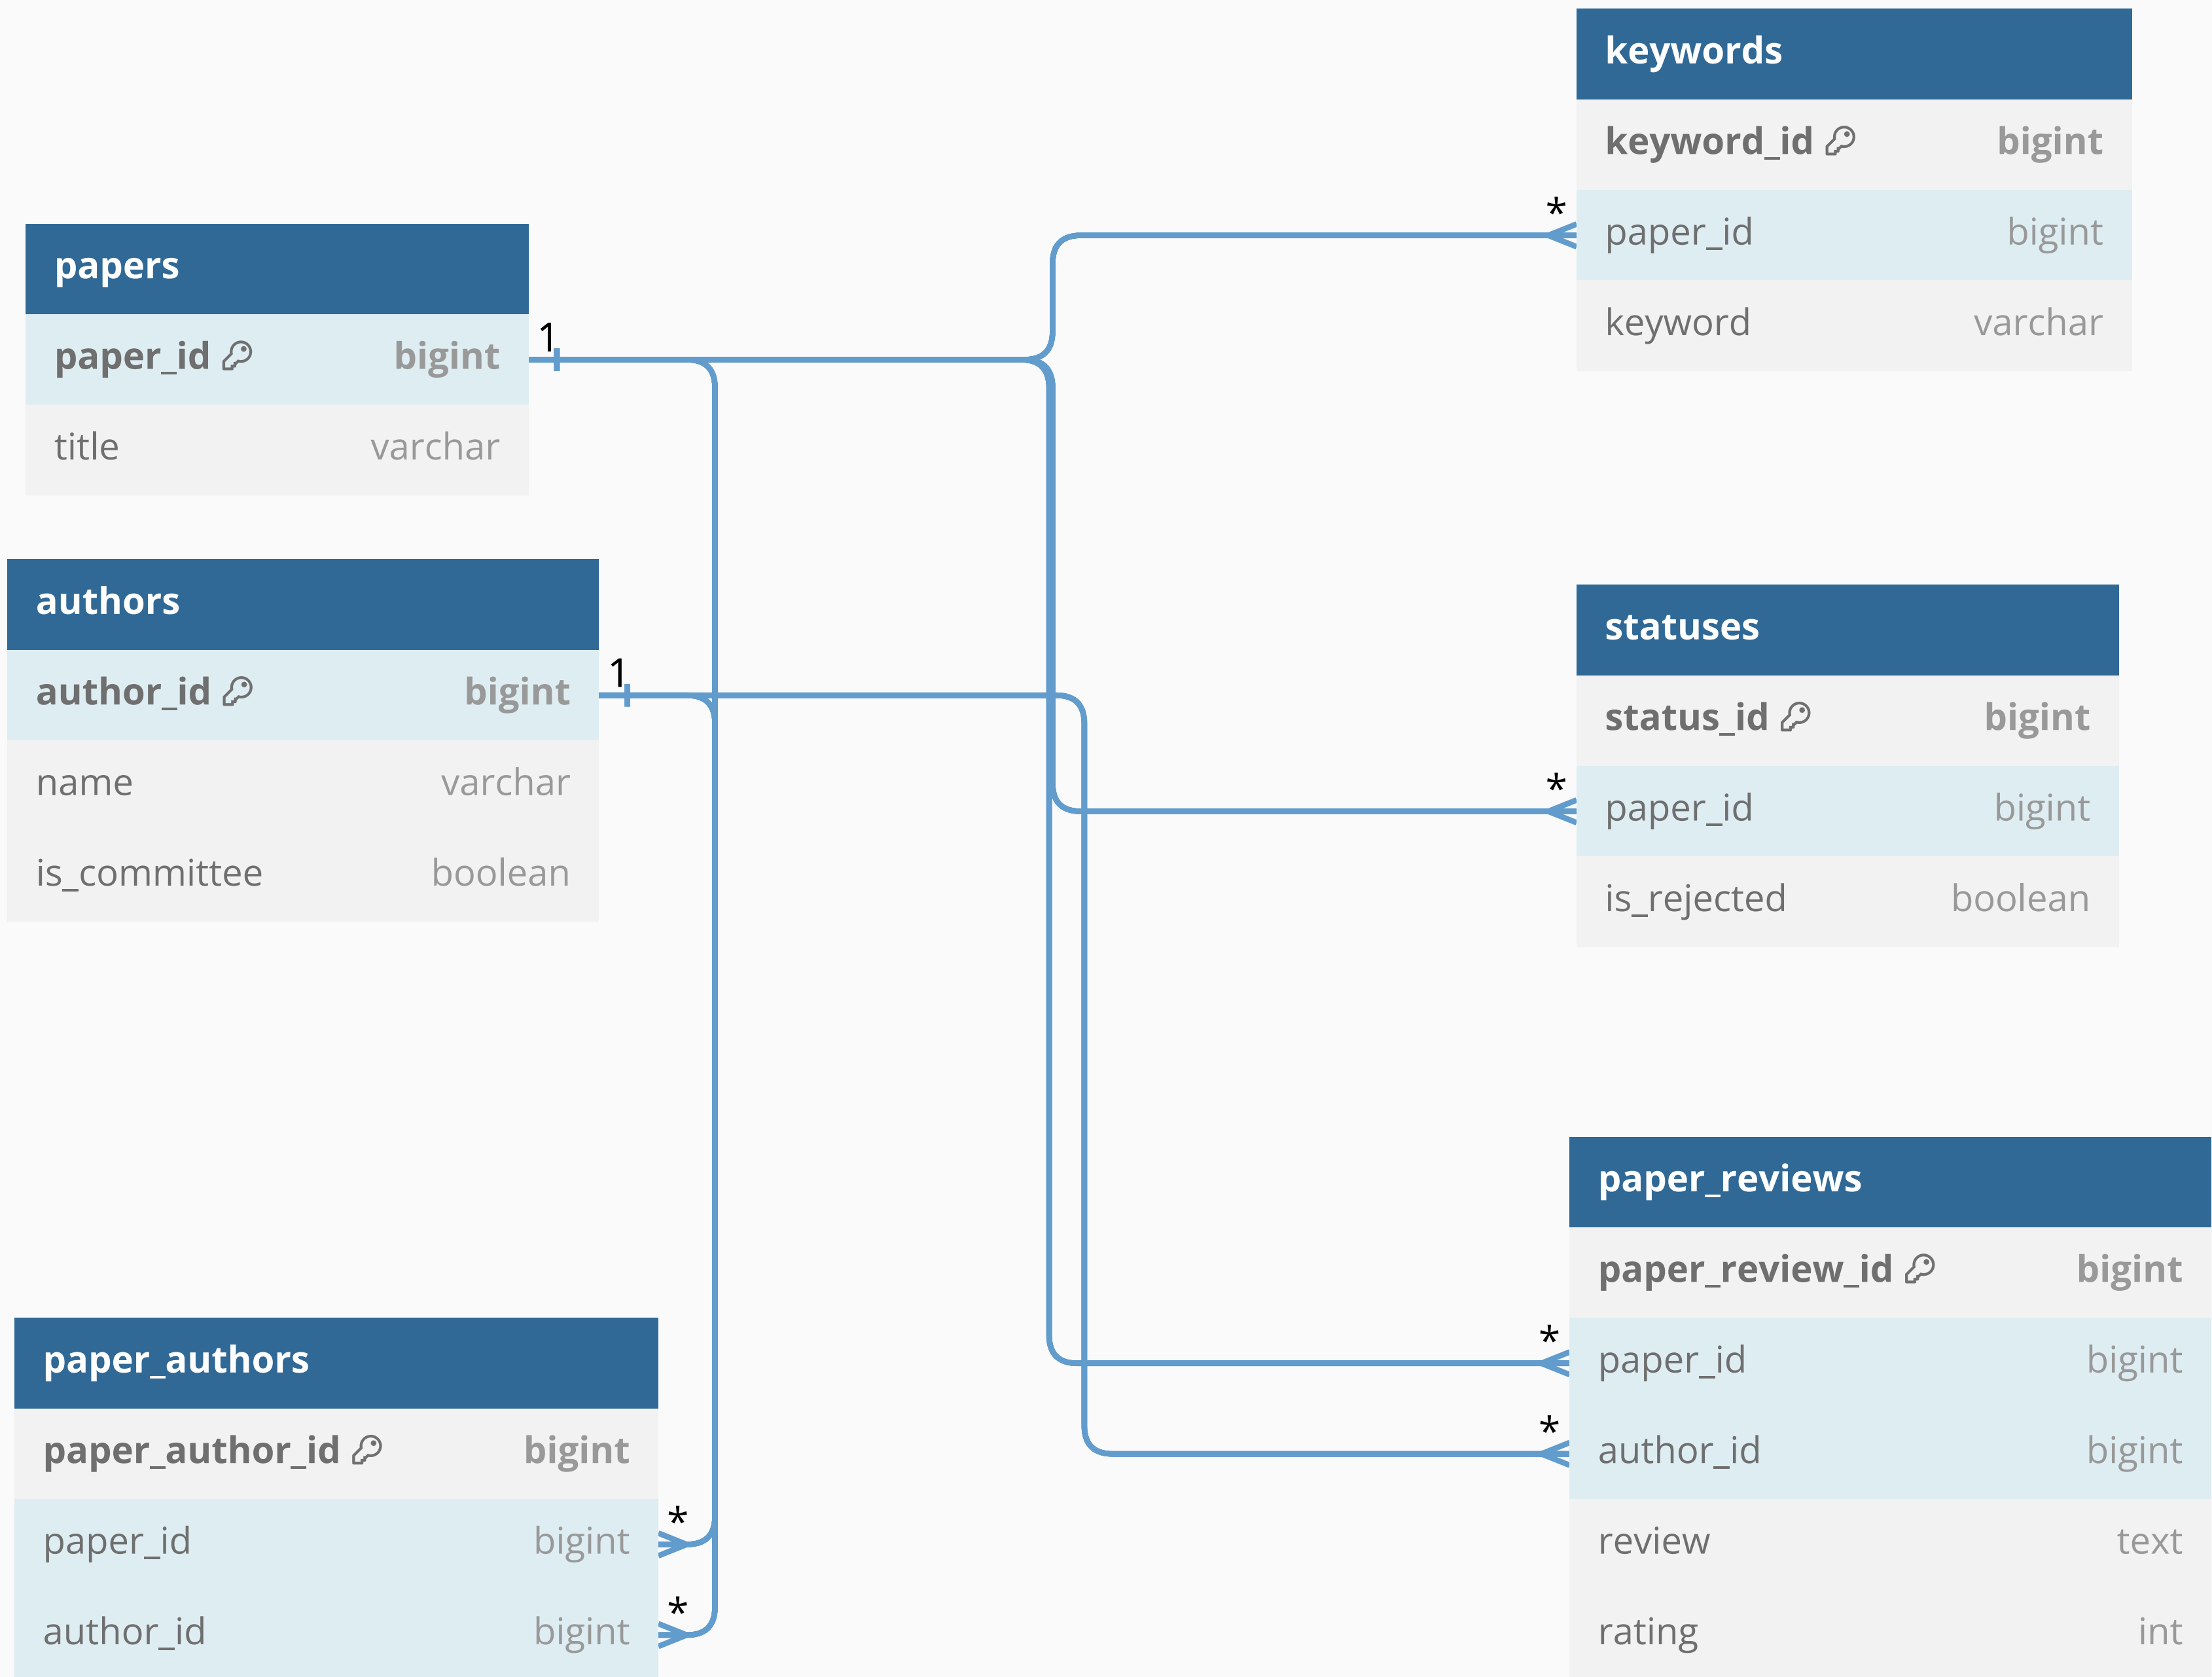 papers
paper_id bigint
title varchar
1
authors
author_id bigint
name varchar
is_committee boolean
1
paper_authors
paper_author_id bigint
paper_id bigint
*
author_id bigint
*
keywords
keyword_id bigint
*
paper_id bigint
keyword varchar
statuses
status_id bigint
*
paper_id bigint
is_rejected boolean
paper_reviews
paper_review_id bigint
*
paper_id bigint
*
author_id bigint
review text
rating int